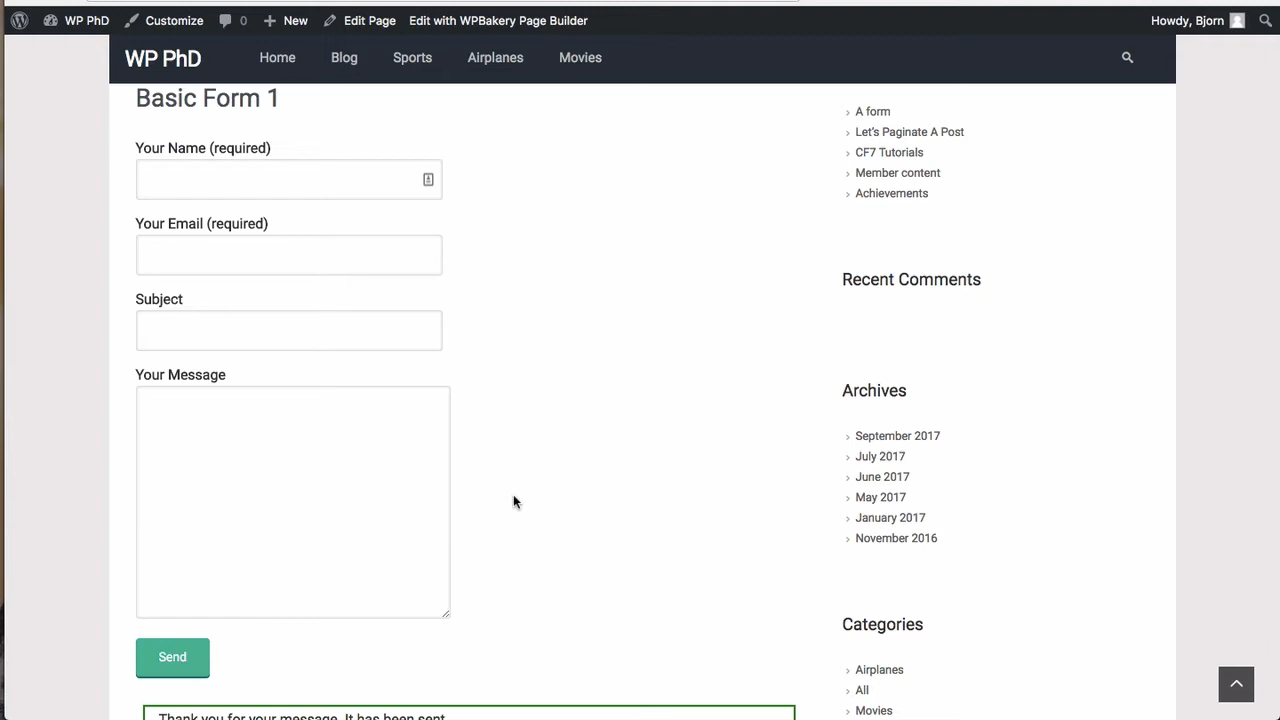 WP PhD Customize 0 New Edit Page Edit with WPBakery Page Builder Howdy, Bjorn
WP PhD Home Blog Sports Airplanes Movies
Basic Form 1
Your Name (required)
Your Email (required)
Subject
Your Message
Send
Thank you for your message. It has been sent.
A form
Let's Paginate A Post
CF7 Tutorials
Member content
Achievements
Recent Comments
Archives
September 2017
July 2017
June 2017
May 2017
January 2017
November 2016
Categories
Airplanes
All
Movies